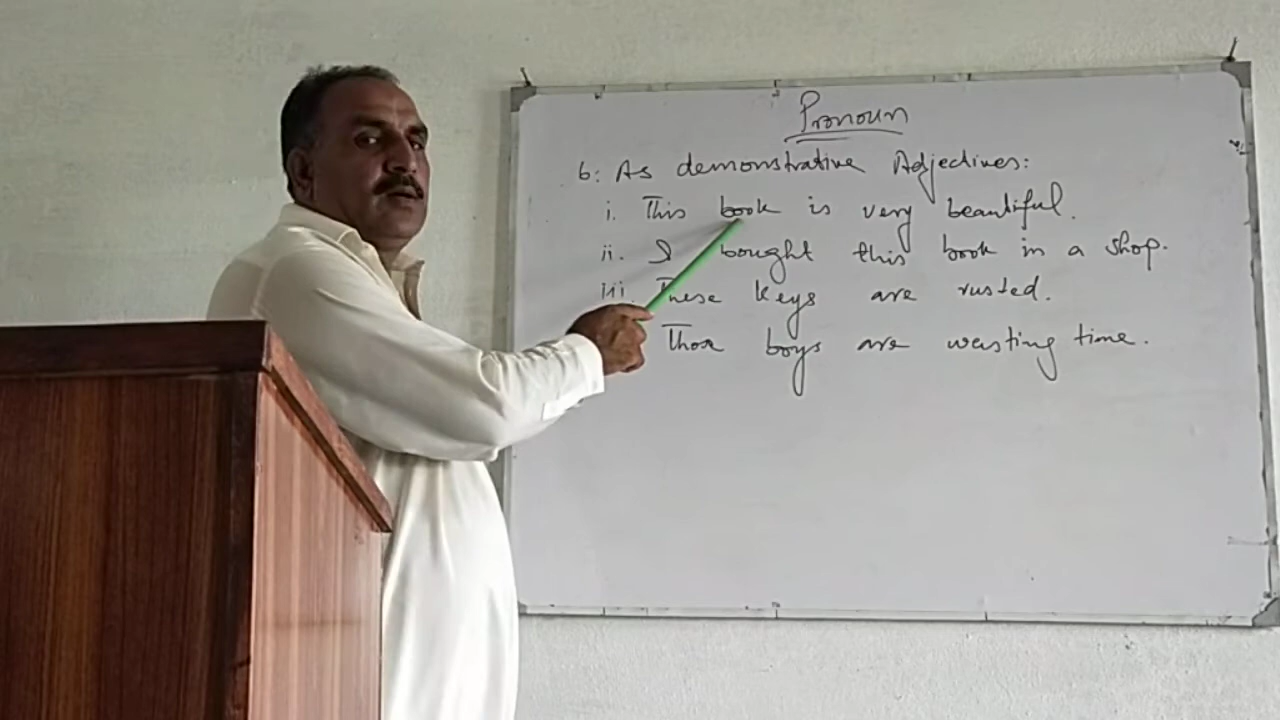 Pronoun
6: As demonstrative Adjectives:
i. This book is very beautiful.
ii. I bought this book in a shop.
iii. These keys are rusted.
Those boys are wasting time.